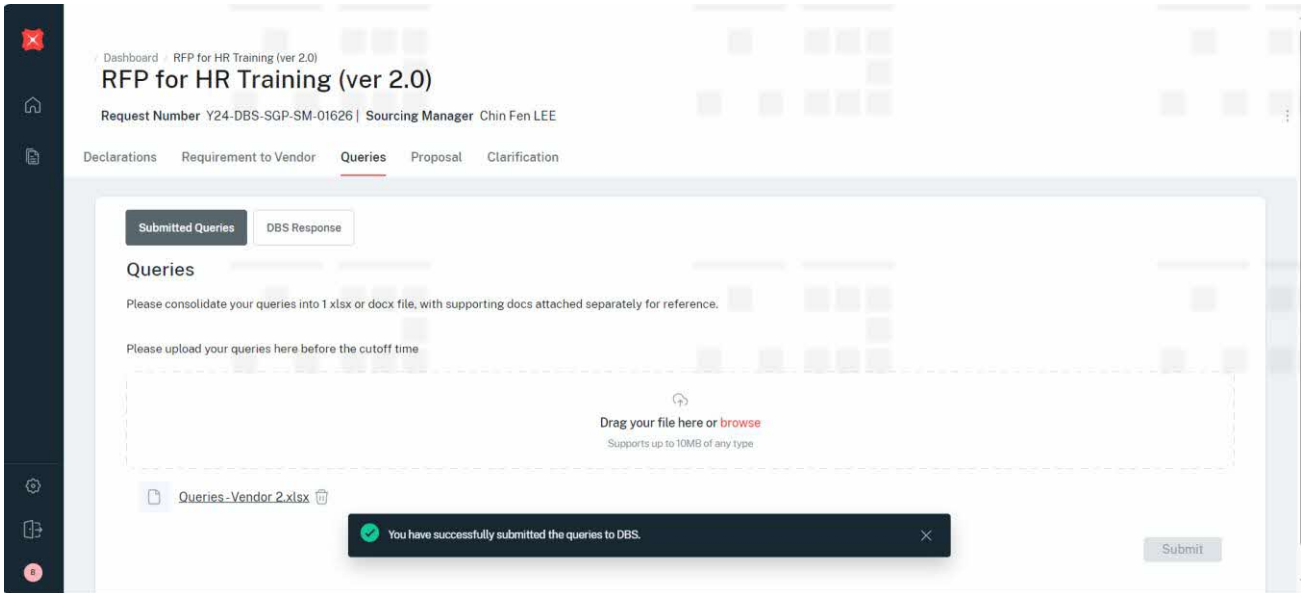 / Dashboard / RFP for HR Training (ver 2.0)
RFP for HR Training (ver 2.0)
Request Number Y24-DBS-SGP-SM-01626 | Sourcing Manager Chin Fen LEE
Declarations Requirement to Vendor Queries Proposal Clarification
Submitted Queries DBS Response
Queries
Please consolidate your queries into 1 xlsx or docx file, with supporting docs attached separately for reference.
Please upload your queries here before the cutoff time
Drag your file here or browse
Supports up to 10MB of any type
Queries-Vendor 2.xlsx
You have successfully submitted the queries to DBS.
Submit
B